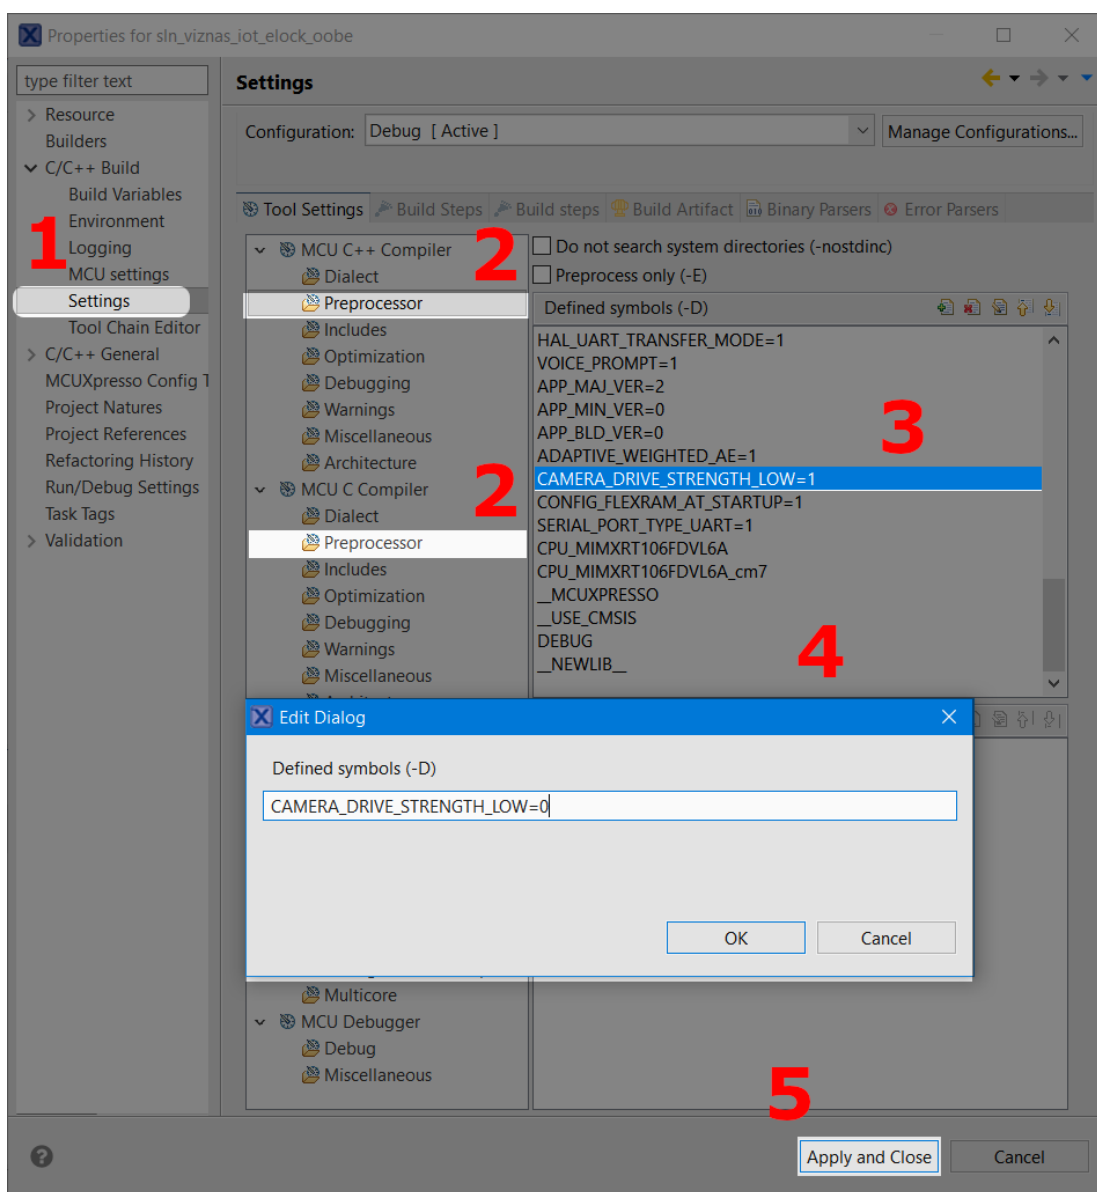 Properties for sln_viznas_iot_elock_oobe
type filter text
Resource
Builders
C/C++ Build
Build Variables
Environment
Logging
MCU settings
Settings
Tool Chain Editor
C/C++ General
MCUXpresso Config T
Project Natures
Project References
Refactoring History
Run/Debug Settings
Task Tags
Validation
1
Settings
Configuration:
Debug [ Active ]
Manage Configurations...
Tool Settings
Build Steps
Build steps
Build Artifact
Binary Parsers
Error Parsers
MCU C++ Compiler
Dialect
Preprocessor
Includes
Optimization
Debugging
Warnings
Miscellaneous
Architecture
MCU C Compiler
Dialect
Preprocessor
Includes
Optimization
Debugging
Warnings
Miscellaneous
2
2
Do not search system directories (-nostdinc)
Preprocess only (-E)
Defined symbols (-D)
HAL_UART_TRANSFER_MODE=1
VOICE_PROMPT=1
APP_MAJ_VER=2
APP_MIN_VER=0
APP_BLD_VER=0
ADAPTIVE_WEIGHTED_AE=1
CAMERA_DRIVE_STRENGTH_LOW=1
CONFIG_FLEXRAM_AT_STARTUP=1
SERIAL_PORT_TYPE_UART=1
CPU_MIMXRT106FDVL6A
CPU_MIMXRT106FDVL6A_cm7
__MCUXPRESSO
__USE_CMSIS
DEBUG
__NEWLIB__
3
4
Edit Dialog
Defined symbols (-D)
CAMERA_DRIVE_STRENGTH_LOW=0
OK
Cancel
Multicore
MCU Debugger
Debug
Miscellaneous
5
Apply and Close
Cancel